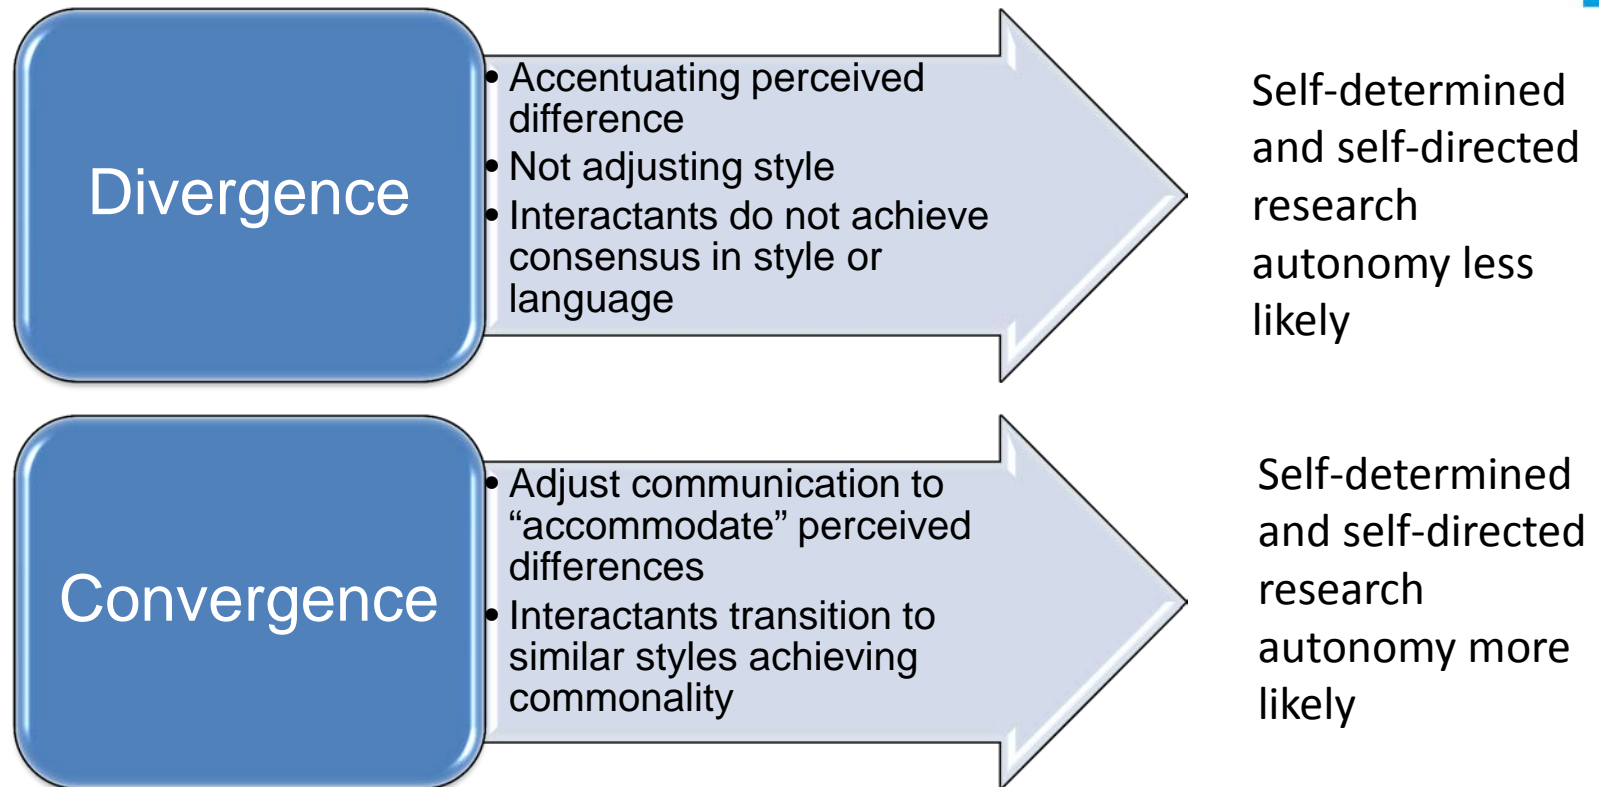 Divergence
• Accentuating perceived
difference
• Not adjusting style
• Interactants do not achieve
consensus in style or
language
Self-determined
and self-directed
research
autonomy less
likely
Convergence
• Adjust communication to
“accommodate” perceived
differences
• Interactants transition to
similar styles achieving
commonality
Self-determined
and self-directed
research
autonomy more
likely